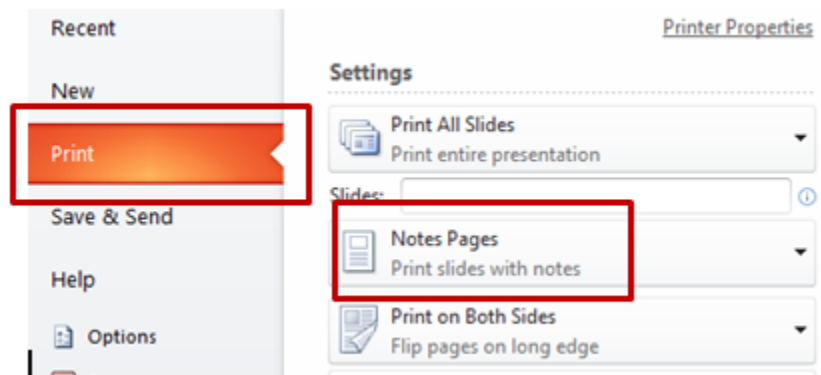 Recent
New
Print
Save & Send
Help
Options
Printer Properties
Settings
Print All Slides
Print entire presentation
Slides:
Notes Pages
Print slides with notes
Print on Both Sides
Flip pages on long edge